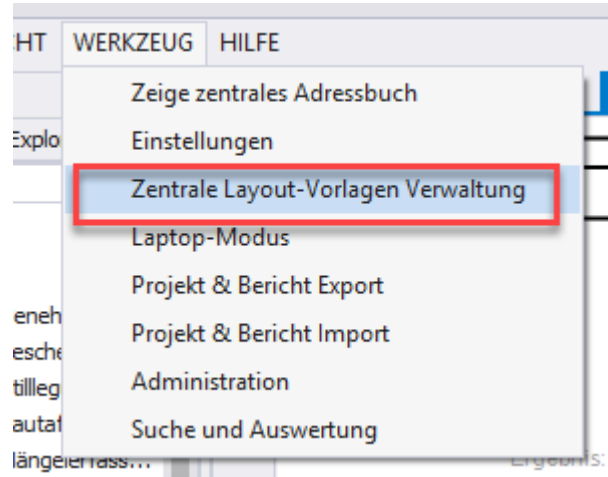 WERKZEUG HILFE
Zeige zentrales Adressbuch
Einstellungen
Zentrale Layout-Vorlagen Verwaltung
Laptop-Modus
Projekt & Bericht Export
Projekt & Bericht Import
Administration
Suche und Auswertung